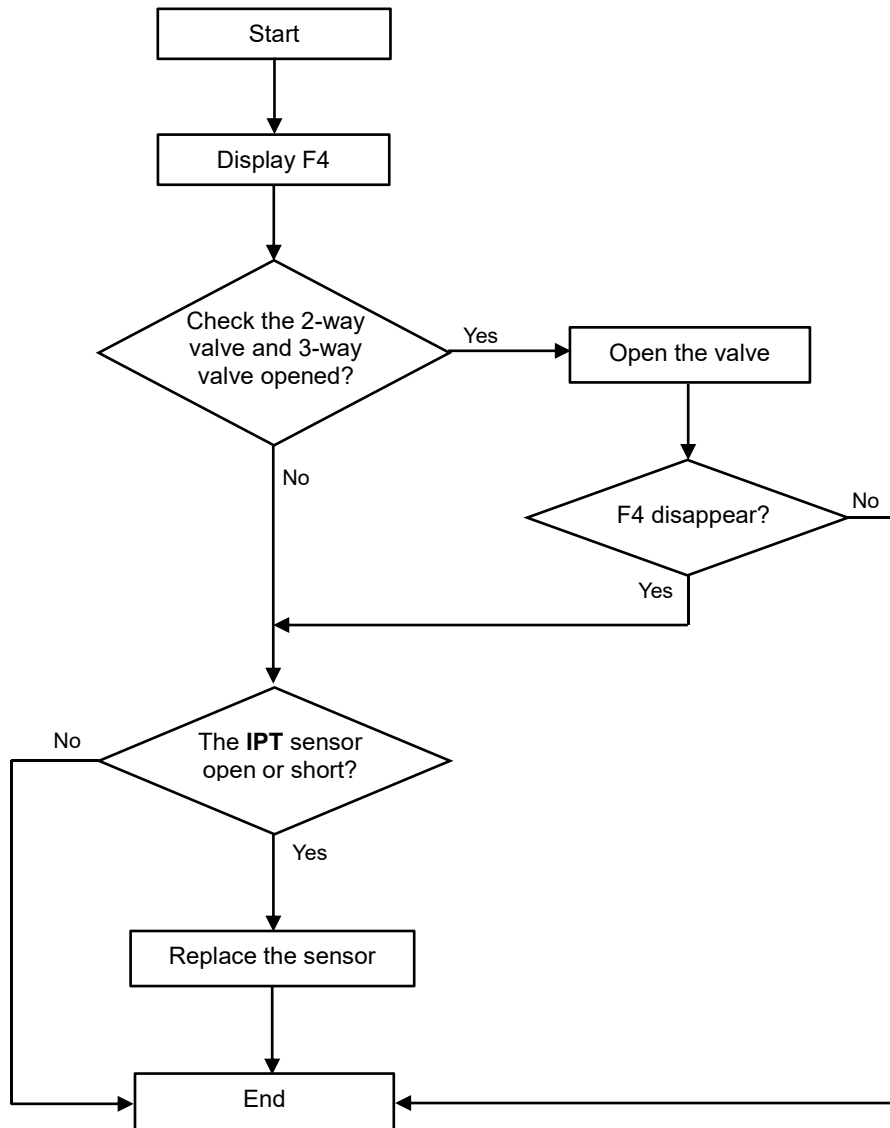 Start
Display F4
Check the 2-way
valve and 3-way
valve opened?
Yes
Open the valve
No
F4 disappear?
No
Yes
No
The IPT sensor
open or short?
Yes
Replace the sensor
End